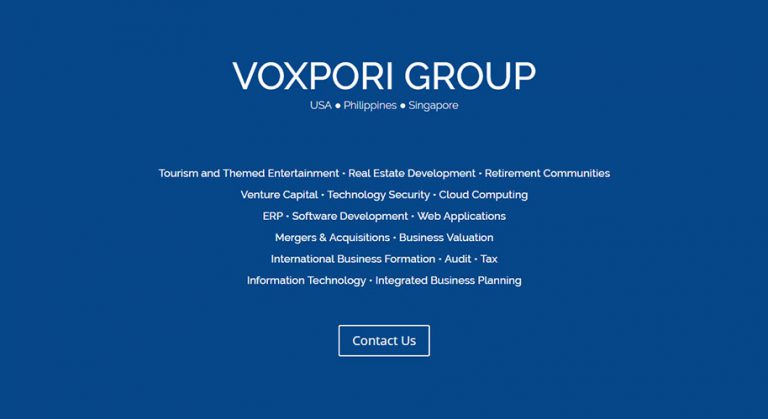 VOXPORI GROUP
USA ● Philippines ● Singapore
Tourism and Themed Entertainment • Real Estate Development • Retirement Communities
Venture Capital • Technology Security • Cloud Computing
ERP • Software Development • Web Applications
Mergers & Acquisitions • Business Valuation
International Business Formation • Audit • Tax
Information Technology • Integrated Business Planning
Contact Us